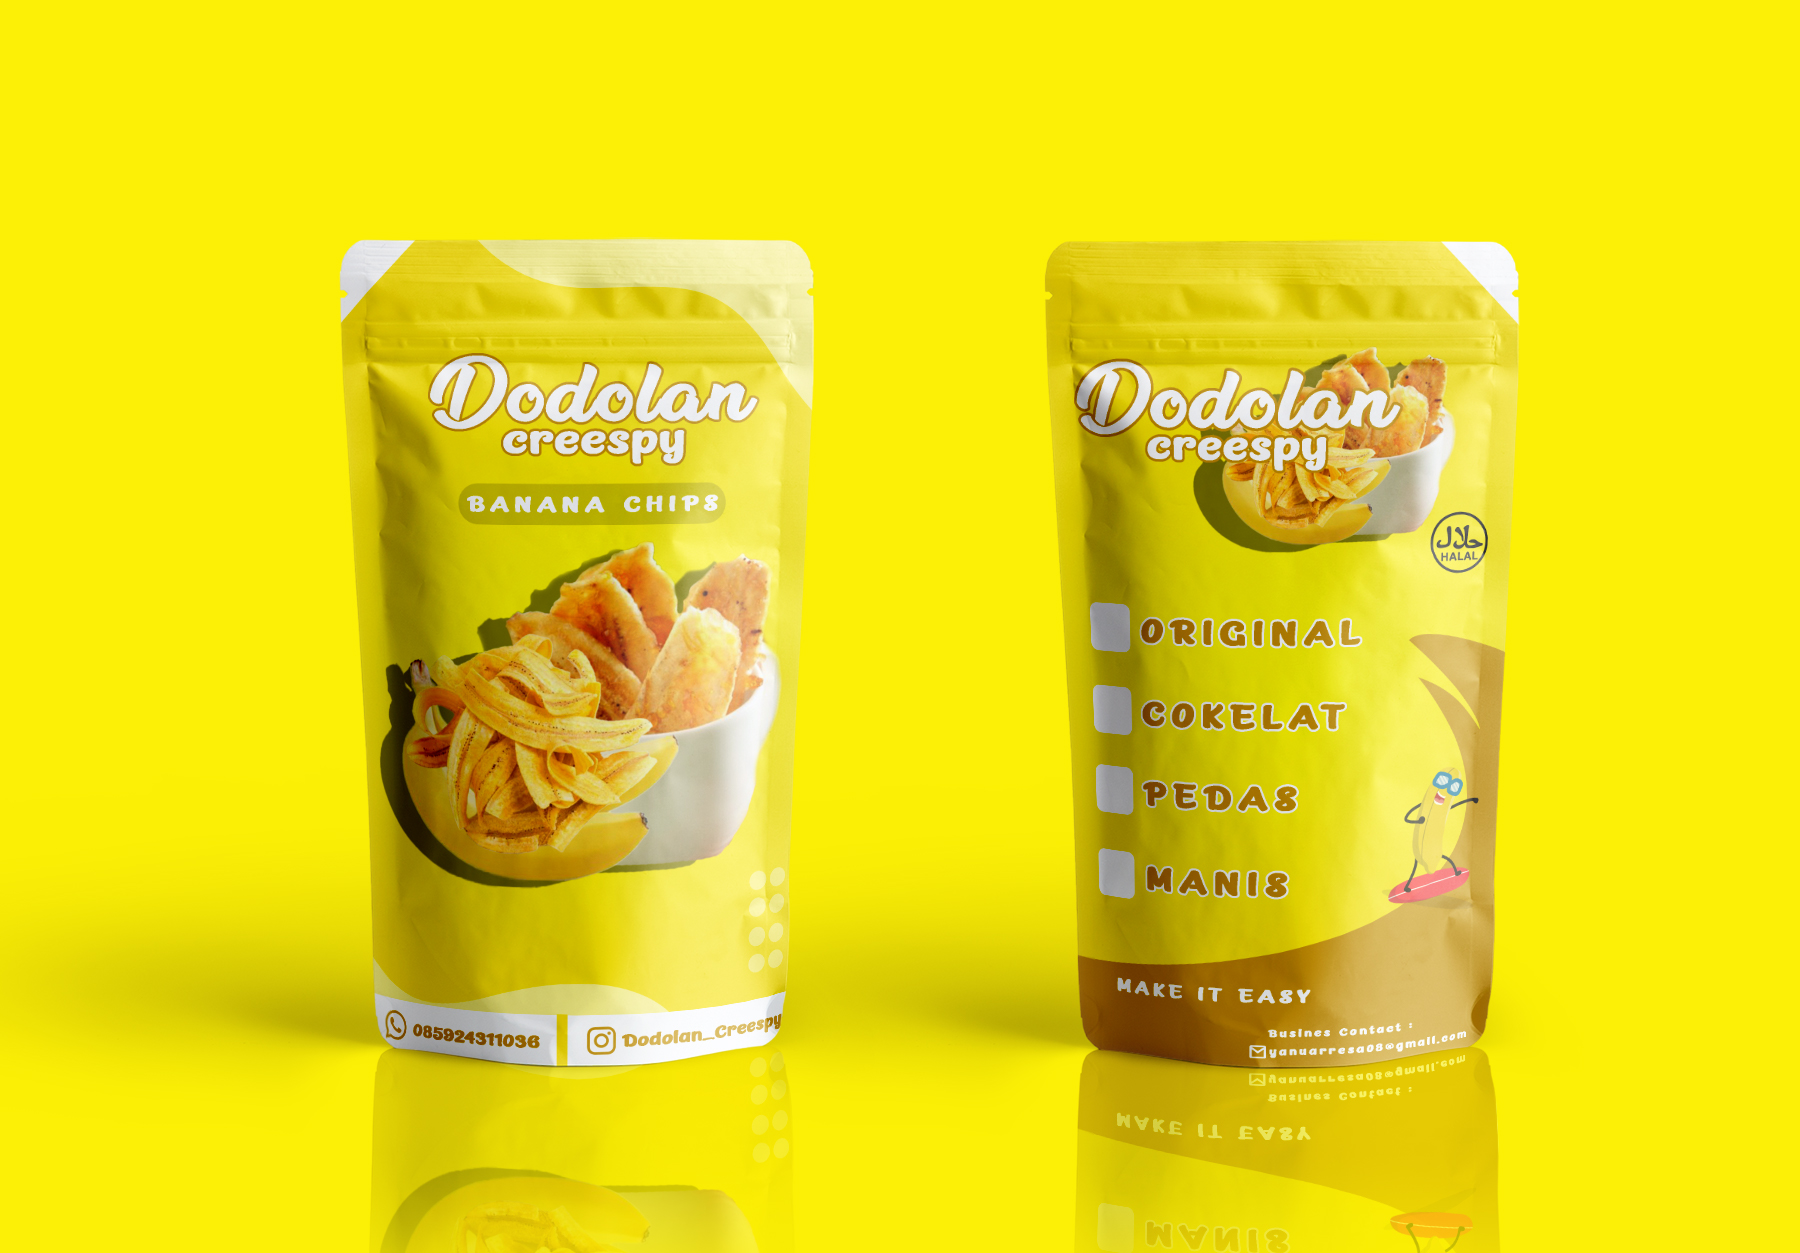 Dodolan
creespy
BANANA CHIPS
085924311036
Dodolan_Creespy
Dodolan
creespy
حلال
HALAL
ORIGINAL
COKELAT
PEDAS
MANIS
MAKE IT EASY
Busines Contact :
yanuarresa08@gmail.com